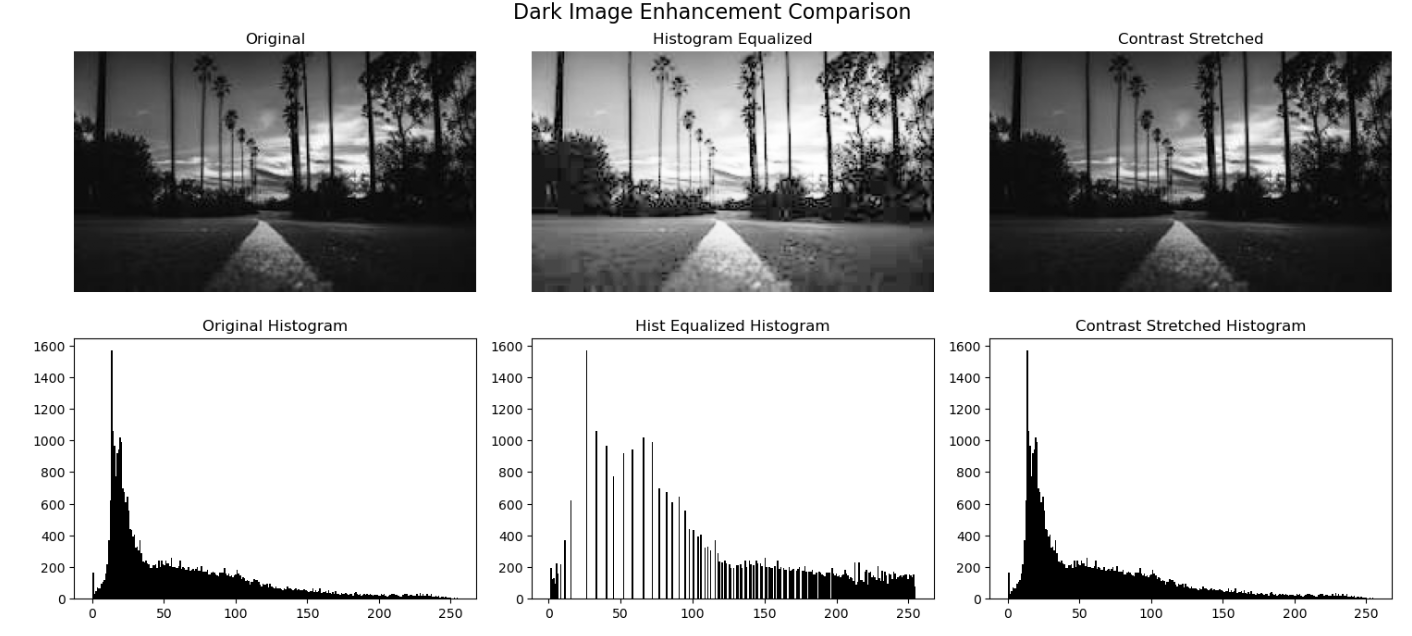 Dark Image Enhancement Comparison
Original
Histogram Equalized
Contrast Stretched
Original Histogram
1600
1400
1200
1000
800
600
400
200
0
0 50 100 150 200 250
Hist Equalized Histogram
1600
1400
1200
1000
800
600
400
200
0
0 50 100 150 200 250
Contrast Stretched Histogram
1600
1400
1200
1000
800
600
400
200
0
0 50 100 150 200 250